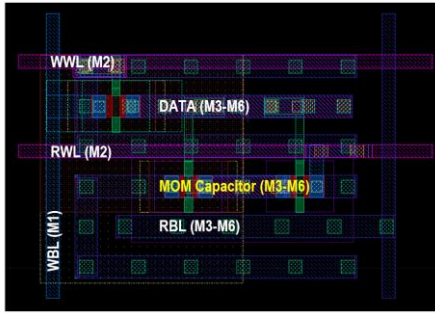 WWL (M2)
DATA (M3-M6)
RWL (M2)
MOM Capacitor (M3-M6)
RBL (M3-M6)
WBL (M1)